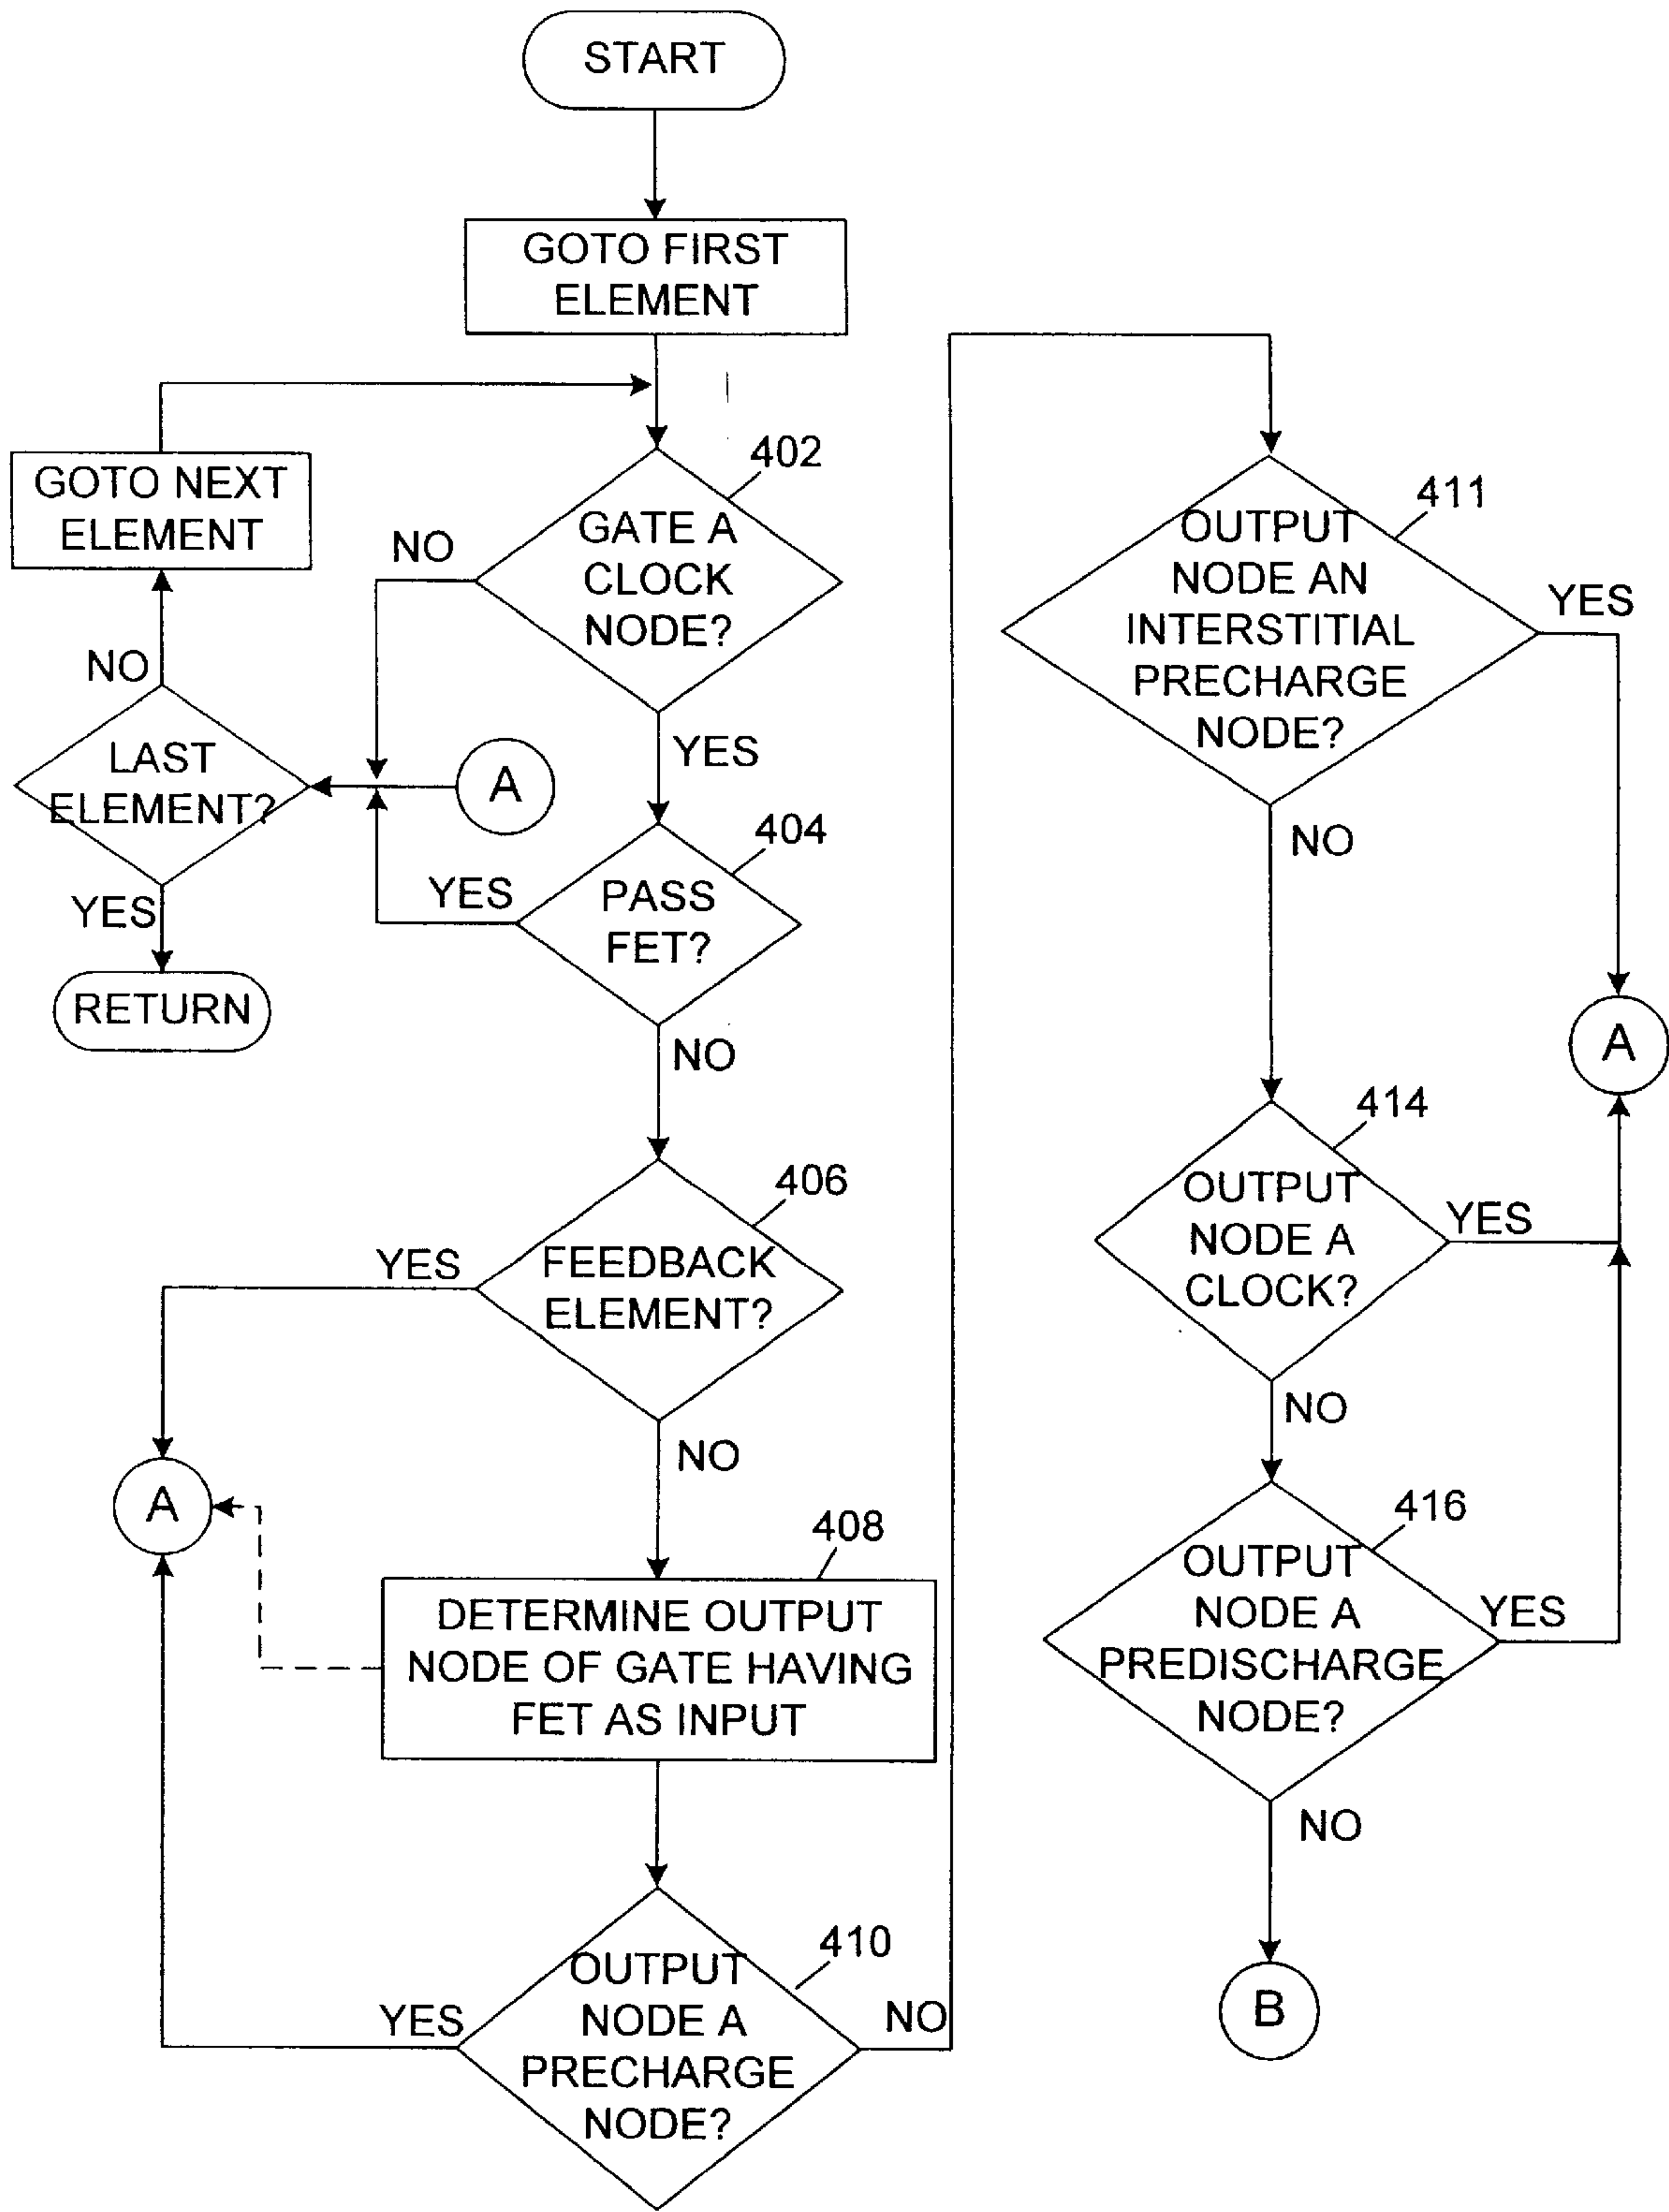 START
GOTO FIRST
ELEMENT
402
GATE A
CLOCK
NODE?
NO
YES
GOTO NEXT
ELEMENT
NO
LAST
ELEMENT?
YES
RETURN
A
404
PASS
FET?
YES
NO
406
FEEDBACK
ELEMENT?
YES
NO
A
408
DETERMINE OUTPUT
NODE OF GATE HAVING
FET AS INPUT
410
OUTPUT
NODE A
PRECHARGE
NODE?
YES
NO
411
OUTPUT
NODE AN
INTERSTITIAL
PRECHARGE
NODE?
YES
NO
A
414
OUTPUT
NODE A
CLOCK?
YES
NO
416
OUTPUT
NODE A
PREDISCHARGE
NODE?
YES
NO
B